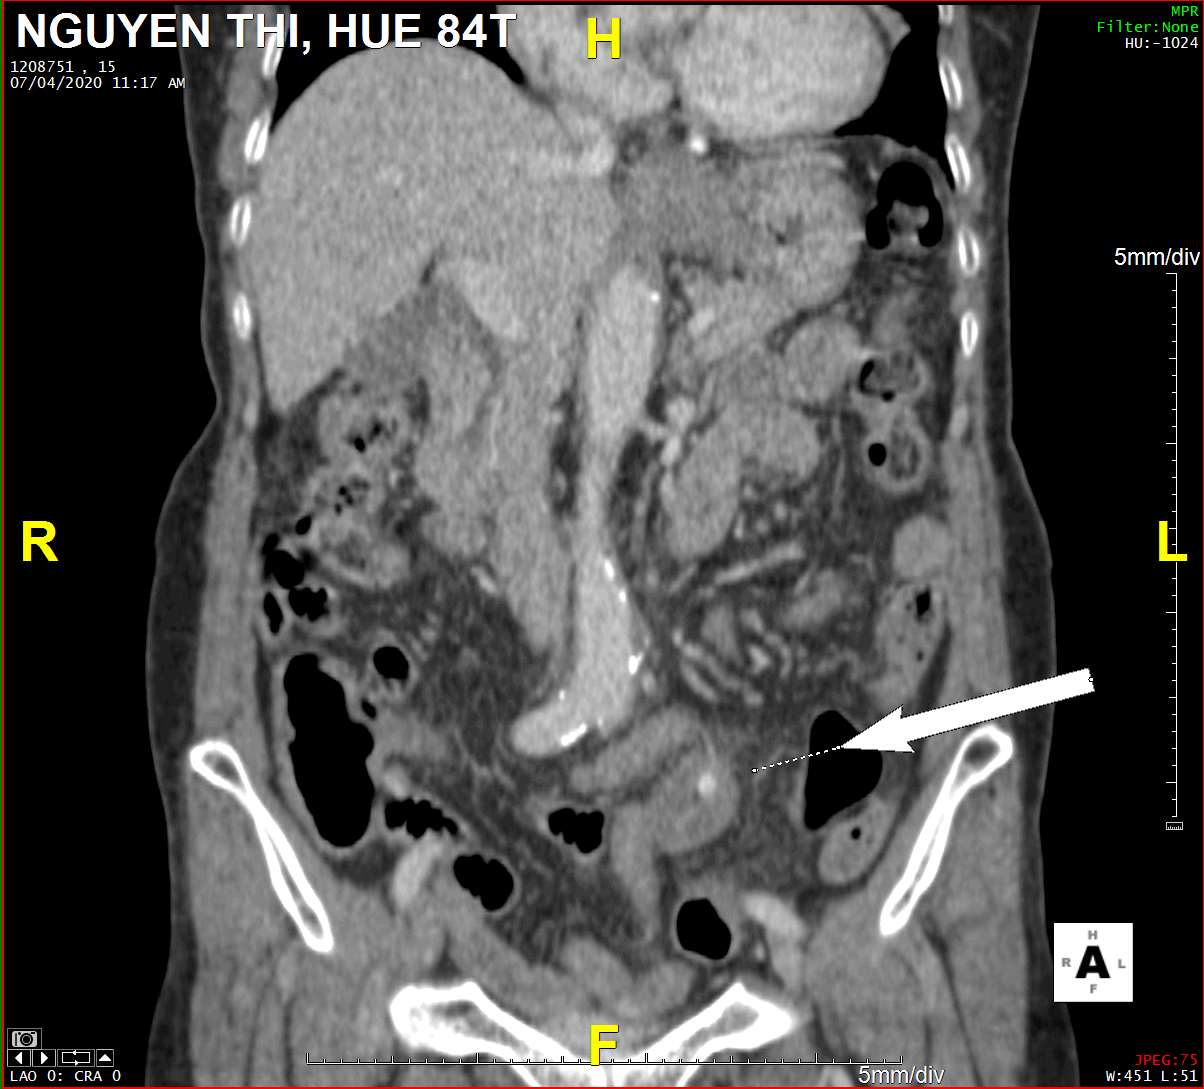 NGUYEN THI, HUE 84T
1208751 , 15
07/04/2020 11:17 AM
H
MPR
Filter:None
HU:-1024
5mm/div
R
L
H
R A L
F
F
5mm/div
LAO 0: CRA 0
JPEG:75
W:451 L:51